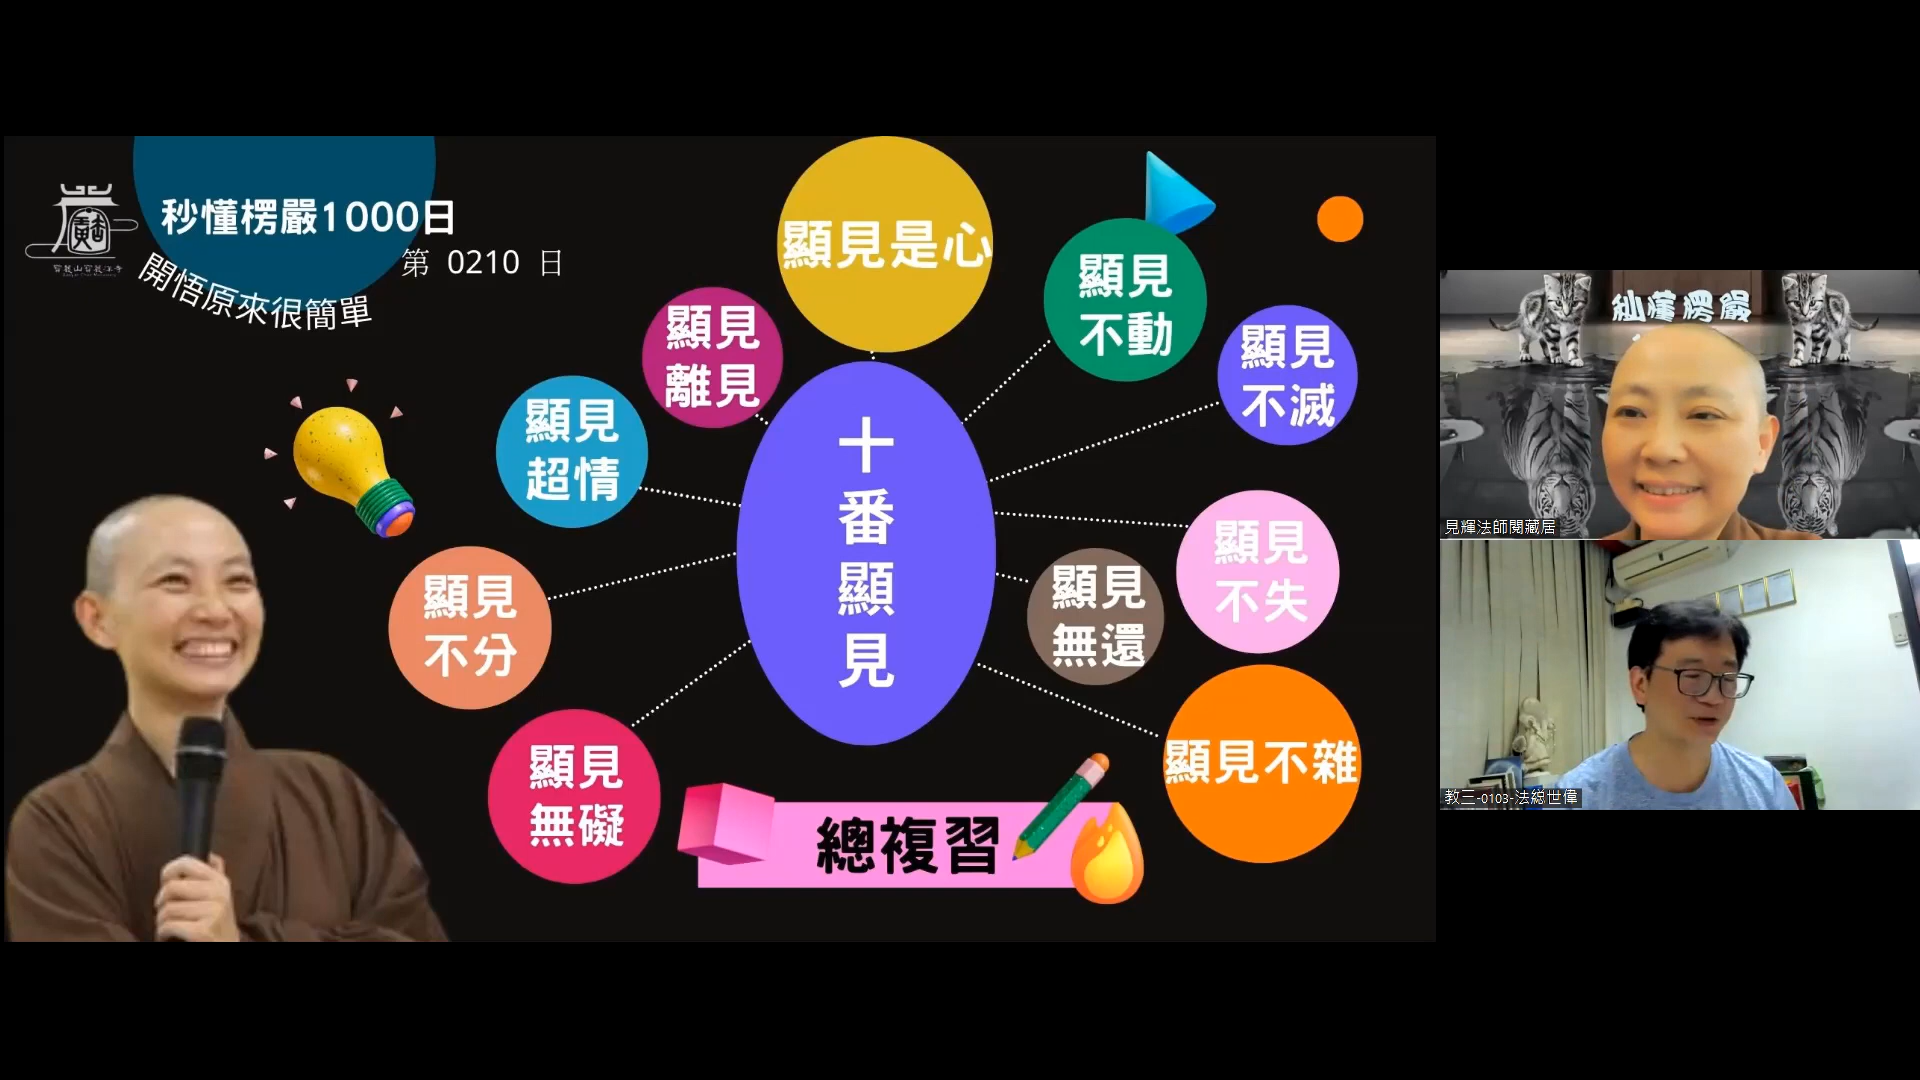 秒懂楞嚴1000日
第 0210 日
開悟原來很簡單
顯見是心
顯見
不動
顯見
不滅
顯見
不失
顯見
無還
顯見不雜
顯見
無礙
顯見
不分
顯見
超情
顯見
離見
十
番
顯
見
總複習
秒懂楞嚴
見輝法師閱藏居
教三-0103-法綛世偉